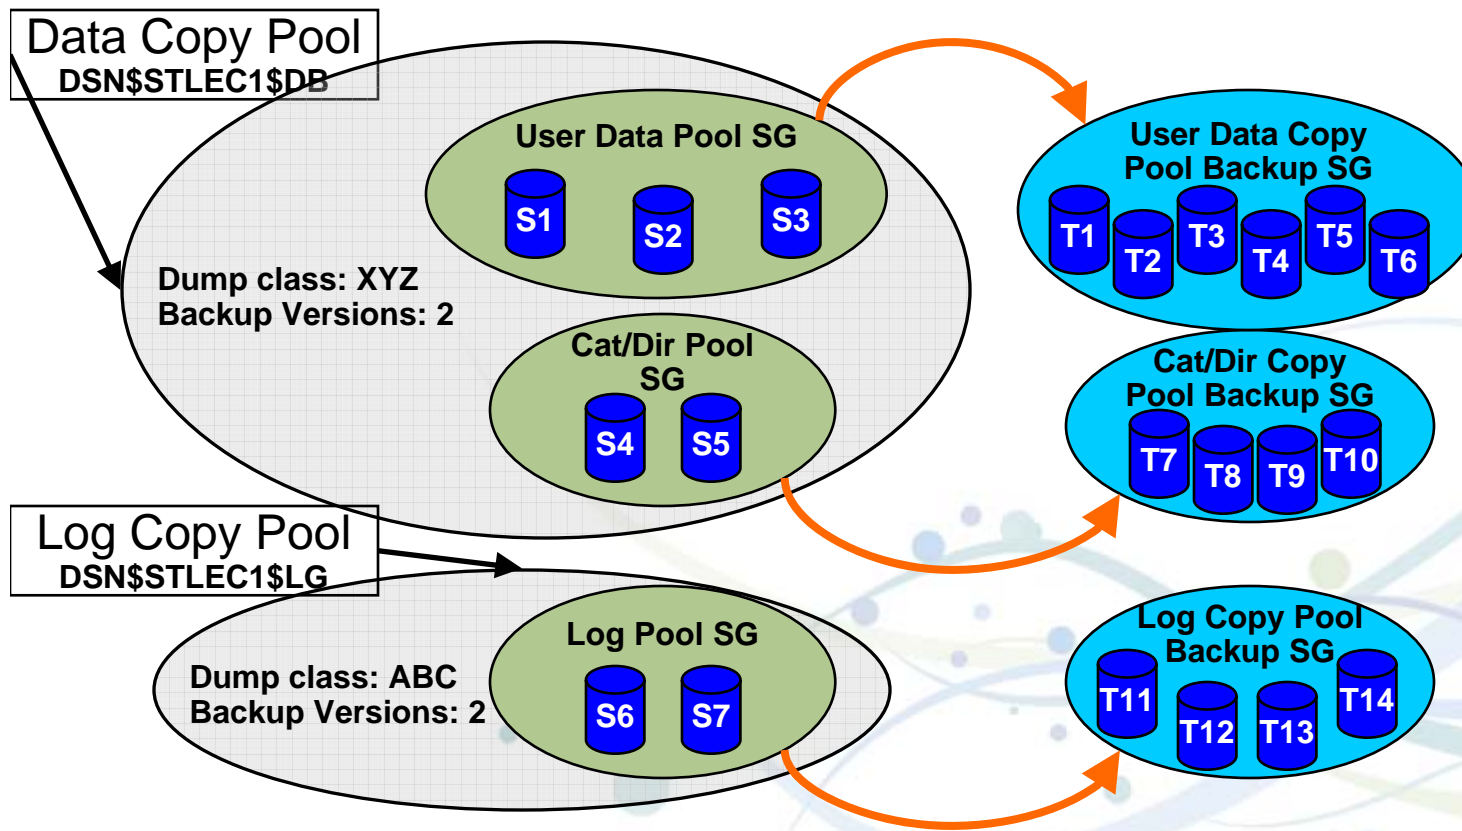 Data Copy Pool
DSN$STLEC1$DB
User Data Pool SG
S1
S2
S3
Dump class: XYZ
Backup Versions: 2
Cat/Dir Pool
SG
S4
S5
User Data Copy
Pool Backup SG
T1
T2
T3
T4
T5
T6
Cat/Dir Copy
Pool Backup SG
T7
T8
T9
T10
Log Copy Pool
DSN$STLEC1$LG
Log Pool SG
Dump class: ABC
Backup Versions: 2
S6
S7
Log Copy Pool
Backup SG
T11
T12
T13
T14